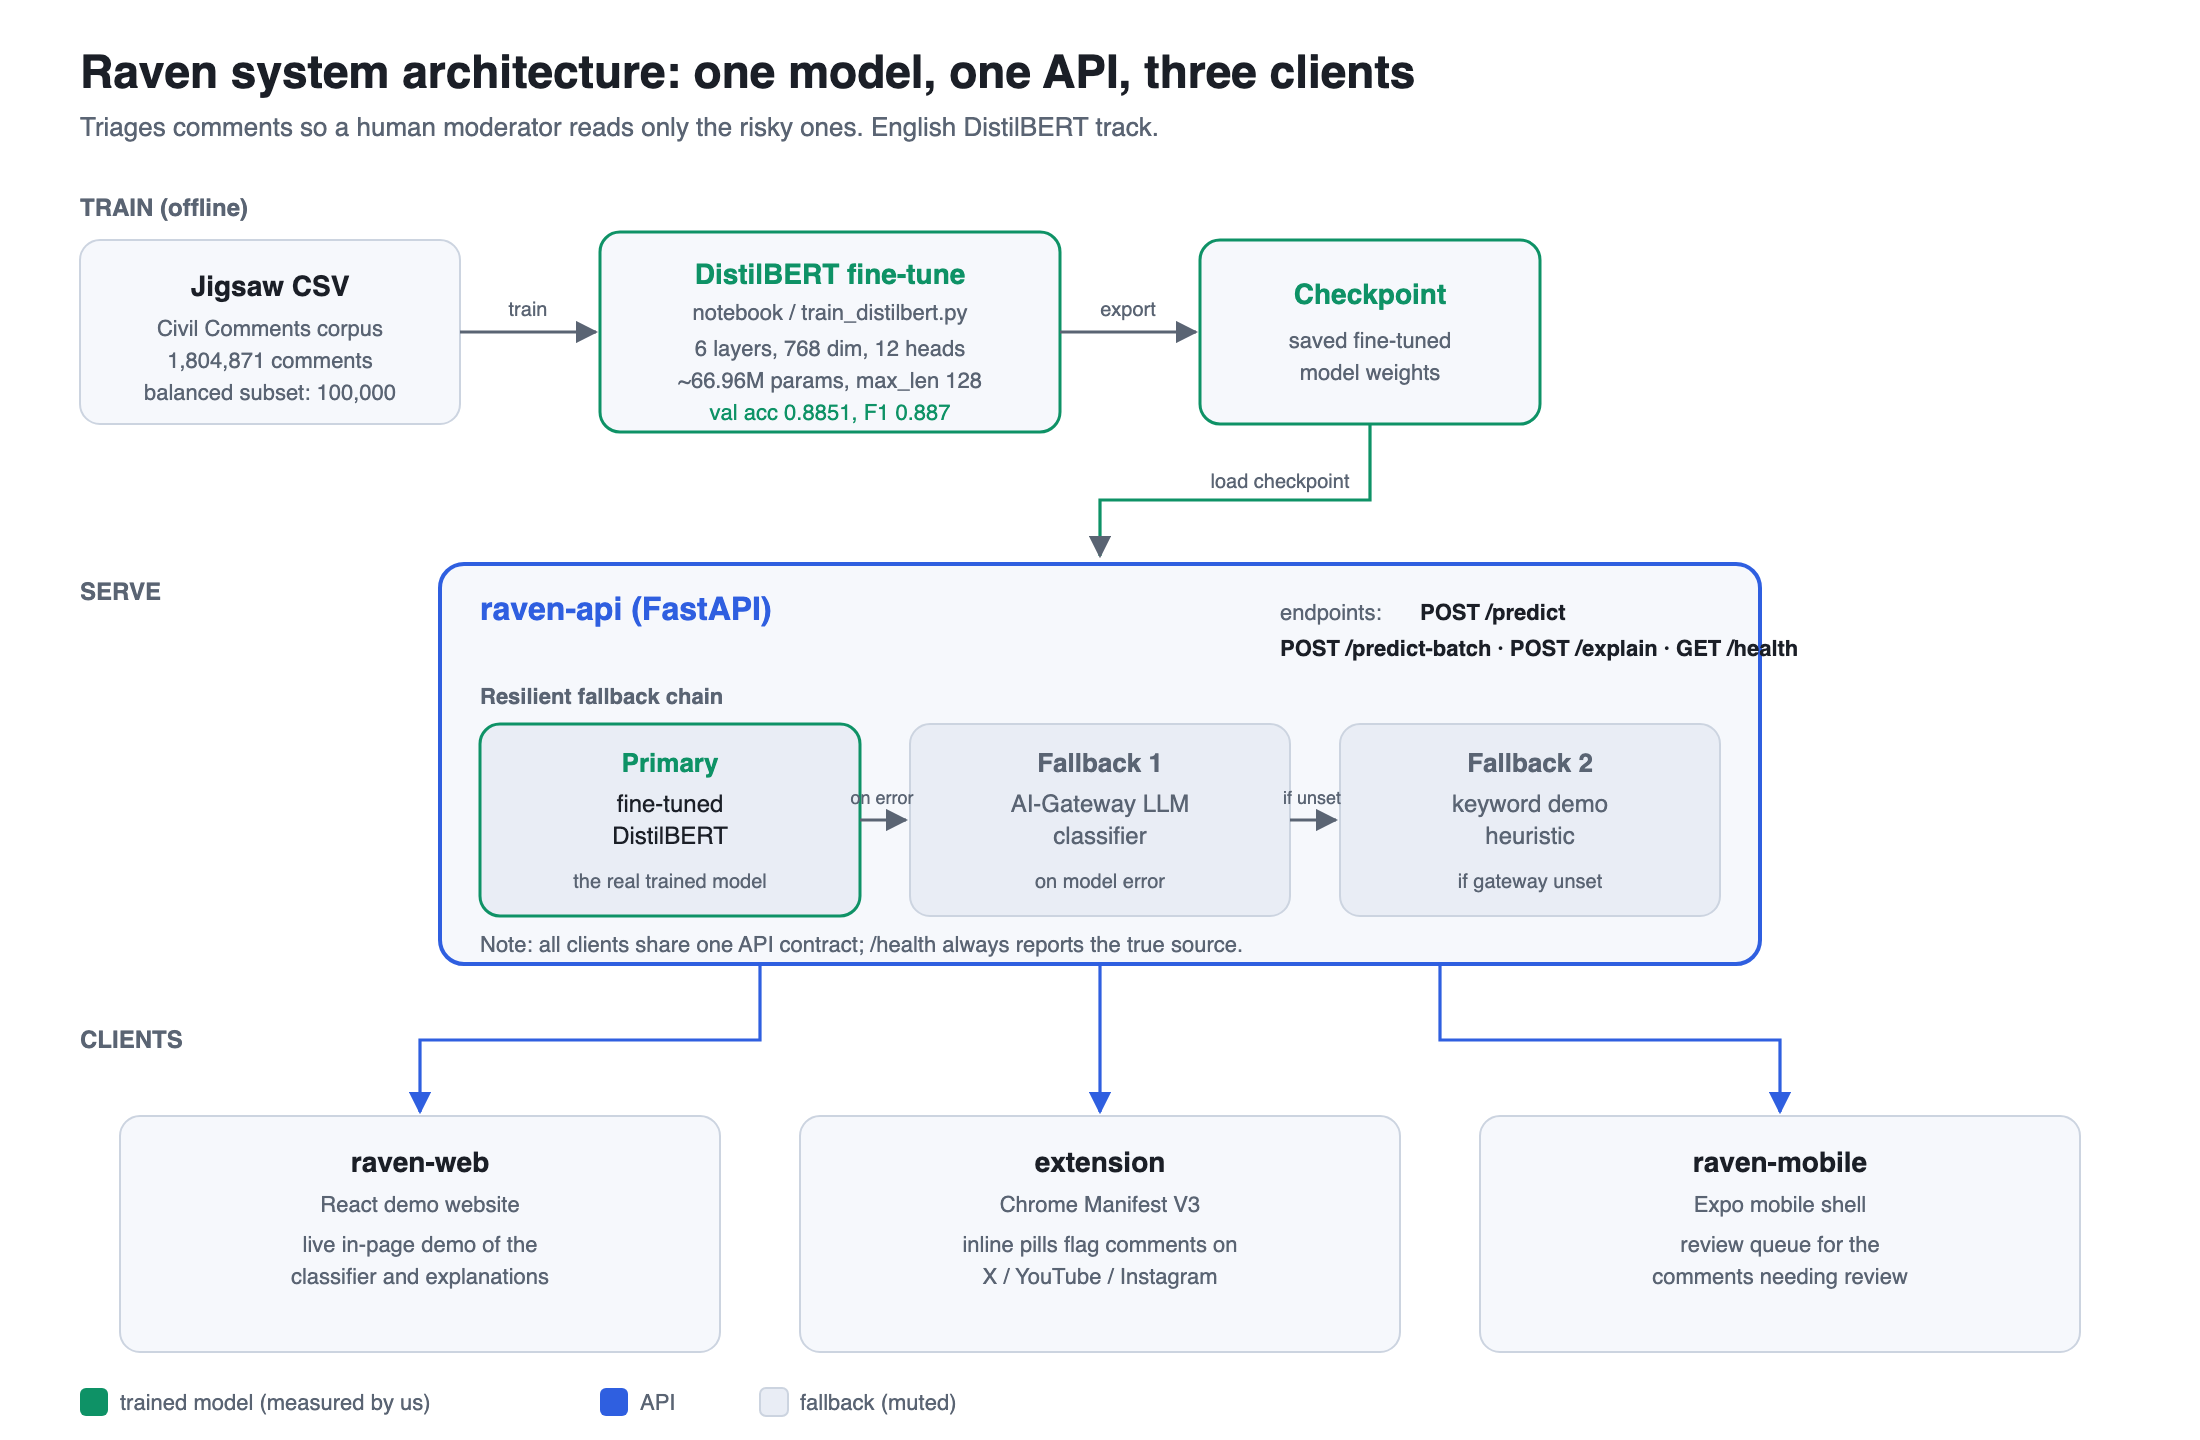 Raven system architecture: one model, one API, three clients
Triages comments so a human moderator reads only the risky ones. English DistilBERT track.
TRAIN (offline)
Jigsaw CSV
Civil Comments corpus
1,804,871 comments
balanced subset: 100,000
train
DistilBERT fine-tune
notebook / train_distilbert.py
6 layers, 768 dim, 12 heads
~66.96M params, max_len 128
val acc 0.8851, F1 0.887
export
Checkpoint
saved fine-tuned
model weights
load checkpoint
SERVE
raven-api (FastAPI)
endpoints: POST /predict
POST /predict-batch · POST /explain · GET /health
Resilient fallback chain
Primary
fine-tuned
DistilBERT
the real trained model
on error
Fallback 1
AI-Gateway LLM
classifier
on model error
if unset
Fallback 2
keyword demo
heuristic
if gateway unset
Note: all clients share one API contract; /health always reports the true source.
CLIENTS
raven-web
React demo website
live in-page demo of the
classifier and explanations
extension
Chrome Manifest V3
inline pills flag comments on
X / YouTube / Instagram
raven-mobile
Expo mobile shell
review queue for the
comments needing review
trained model (measured by us)
API
fallback (muted)